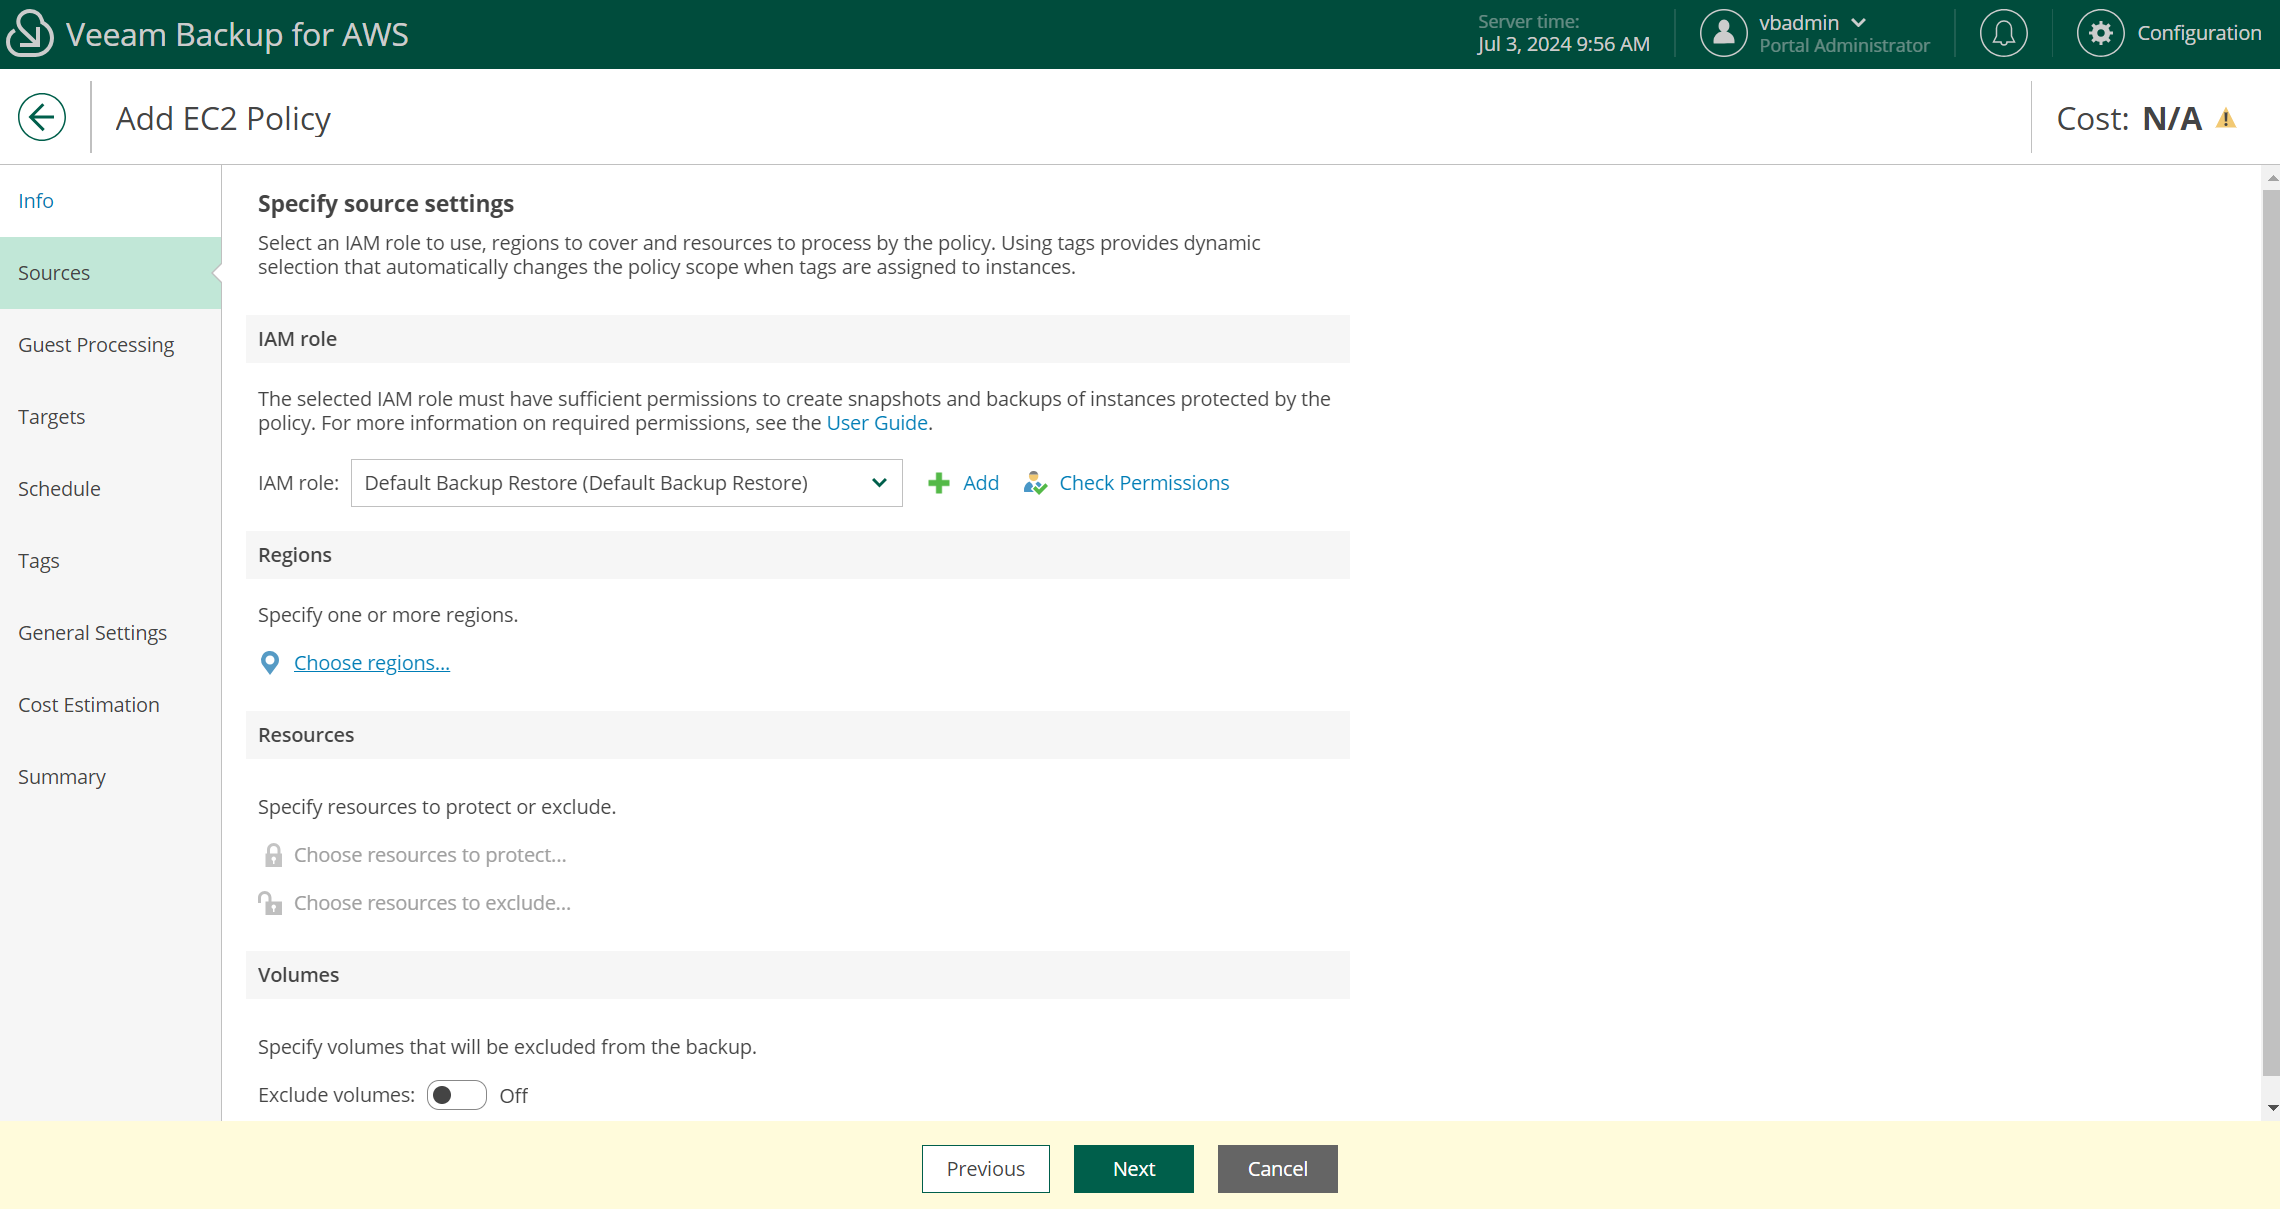 Veeam Backup for AWS
Server time:
Jul 3, 2024 9:56 AM
vbadmin
Portal Administrator
Configuration
Add EC2 Policy
Cost: N/A
Info
Sources
Guest Processing
Targets
Schedule
Tags
General Settings
Cost Estimation
Summary
Specify source settings
Select an IAM role to use, regions to cover and resources to process by the policy. Using tags provides dynamic
selection that automatically changes the policy scope when tags are assigned to instances.
IAM role
The selected IAM role must have sufficient permissions to create snapshots and backups of instances protected by the
policy. For more information on required permissions, see the User Guide.
IAM role: Default Backup Restore (Default Backup Restore) Add Check Permissions
Regions
Specify one or more regions.
Choose regions...
Resources
Specify resources to protect or exclude.
Choose resources to protect...
Choose resources to exclude...
Volumes
Specify volumes that will be excluded from the backup.
Exclude volumes: Off
Previous Next Cancel